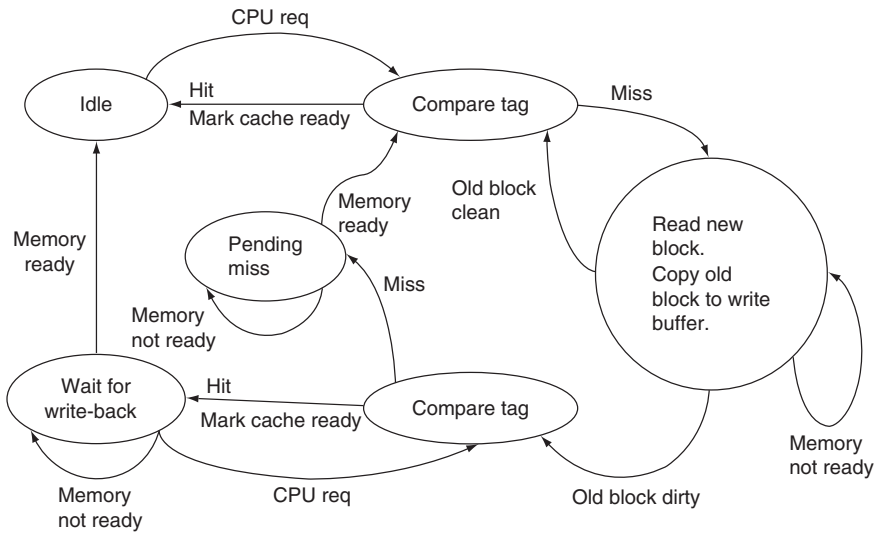 CPU req
Idle
Hit
Mark cache ready
Compare tag
Miss
Memory
ready
Pending
miss
Memory
ready
Old block
clean
Read new
block.
Copy old
block to write
buffer.
Miss
Memory
not ready
Wait for
write-back
Hit
Mark cache ready
Compare tag
Memory
not ready
Memory
not ready
CPU req
Old block dirty